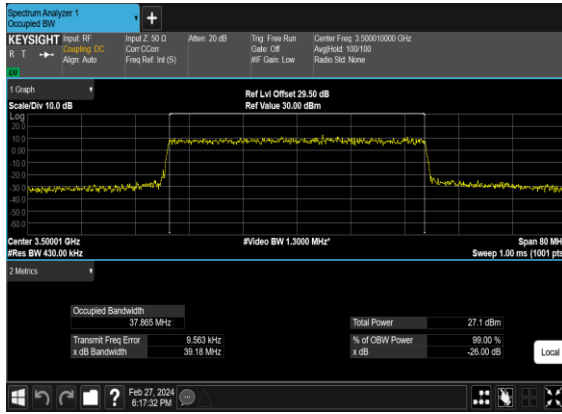 Spectrum Analyzer 1
Occupied BW
+
KEYSIGHT Input: RF Input Z: 50 Ω Atten: 20 dB Trig: Free Run Center Freq: 3.500010000 GHz
R T Coupling: DC Corr CCorr Gate: Off Avg|Hold: 100/100
Align: Auto Freq Ref: Int (S) #IF Gain: Low Radio Std: None
LXI
1 Graph Ref Lvl Offset 29.50 dB
Scale/Div 10.0 dB Ref Value 30.00 dBm
Log
20.0
10.0
0.00
-10.0
-20.0
-30.0
-40.0
-50.0
-60.0
Center 3.50001 GHz #Video BW 1.3000 MHz* Span 80 MH
#Res BW 430.00 kHz Sweep 1.00 ms (1001 pts
2 Metrics
Occupied Bandwidth
37.865 MHz Total Power 27.1 dBm
Transmit Freq Error 9.563 kHz % of OBW Power 99.00 %
x dB Bandwidth 39.18 MHz x dB -26.00 dB
Local
? Feb 27, 2024
6:17:32 PM